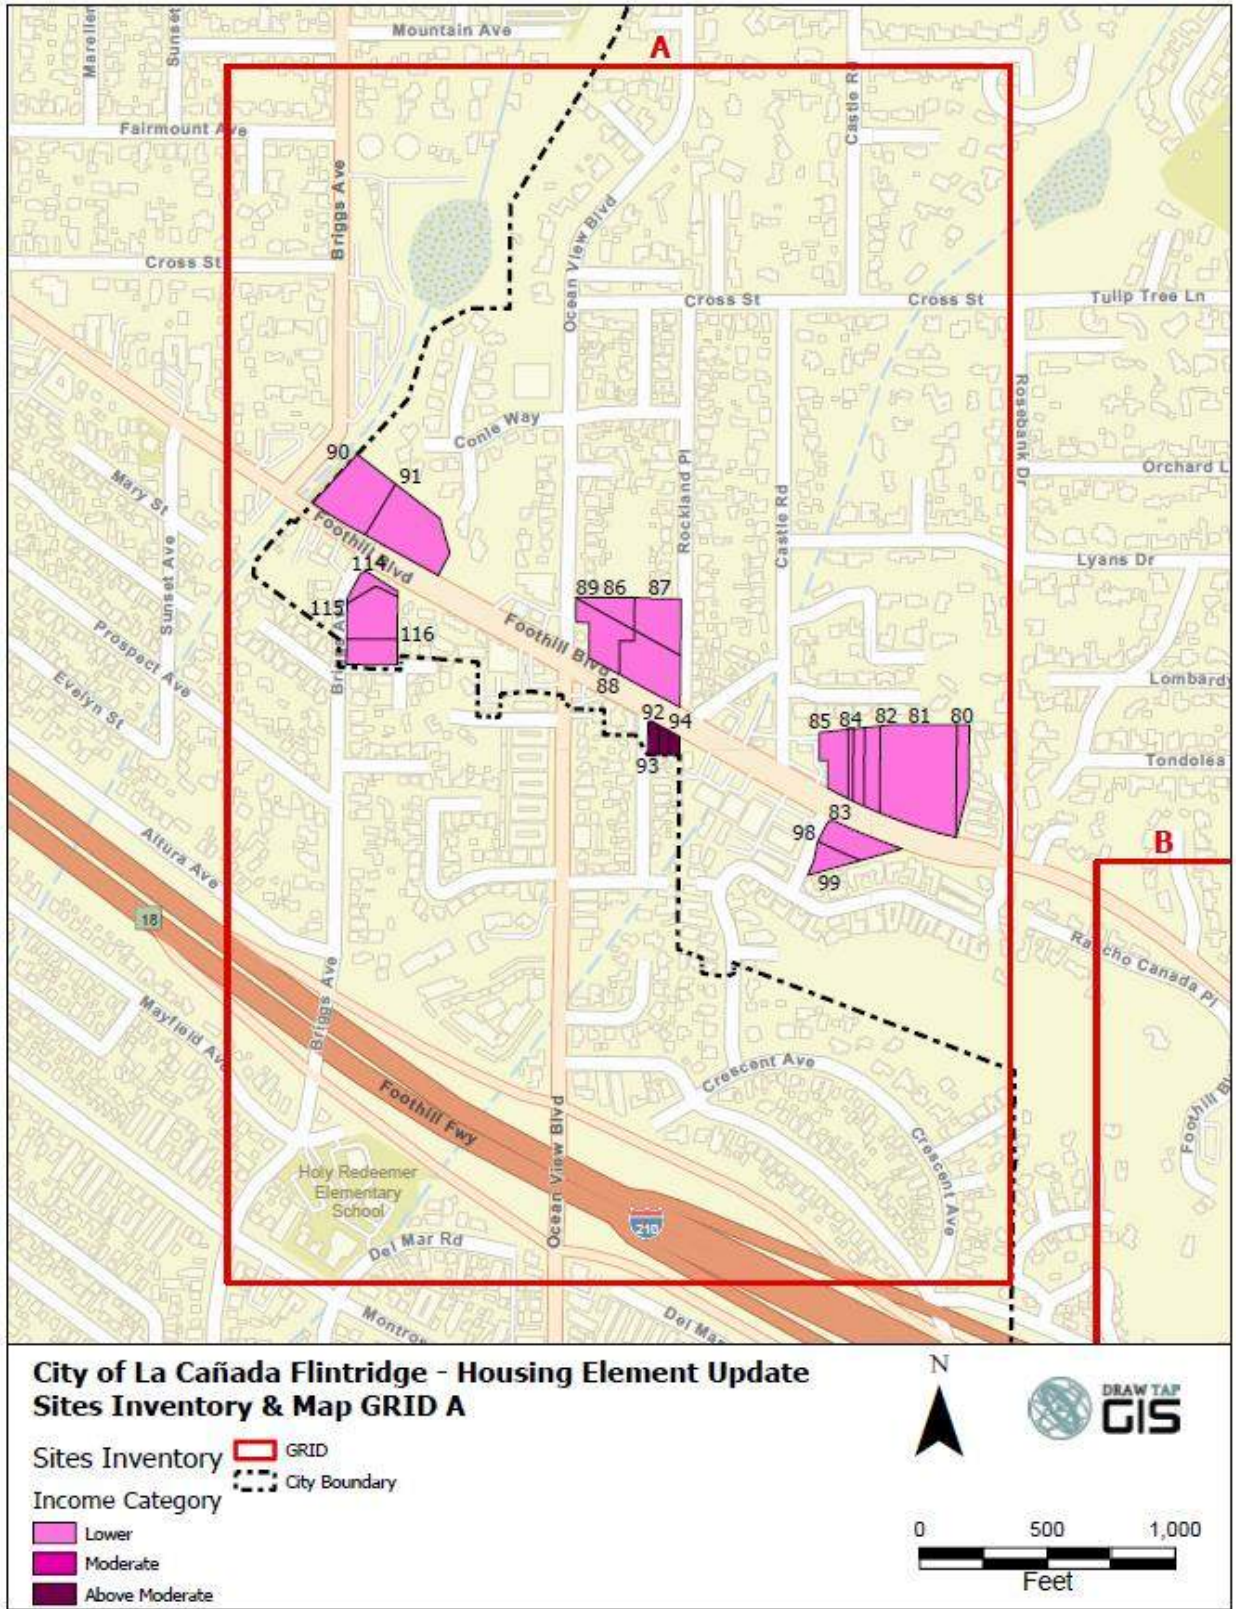 Mountain Ave
A
Sunset
Castle Rd
Fairmount Ave
Briggs Ave
Ocean View Blvd
Cross St
Cross St
Cross St
Tulip Tree Ln
Rosebank Dr
Conie Way
90
91
Orchard L
Mary St
Rockland Pl
Castle Rd
Foothill Blvd
Lyans Dr
Sunset Ave
114
115
116
89 86 87
Foothill Blvd
88
Prospect Ave
Evelyn St
Lombardy
92
94
93
85 84 82 81 80
Tondolea
83
98
99
B
Altura Ave
18
Rancho Canada Pl
Briggs Ave
Mayfield Ave
Crescent Ave
Foothill Fwy
Ocean View Blvd
Crescent Ave
Holy Redeemer
Elementary
School
210
Del Mar Rd
City of La Cañada Flintridge - Housing Element Update
Sites Inventory & Map GRID A
Sites Inventory
GRID
City Boundary
Income Category
Lower
Moderate
Above Moderate
N
DRAW TAP
GIS
0 500 1,000
Feet